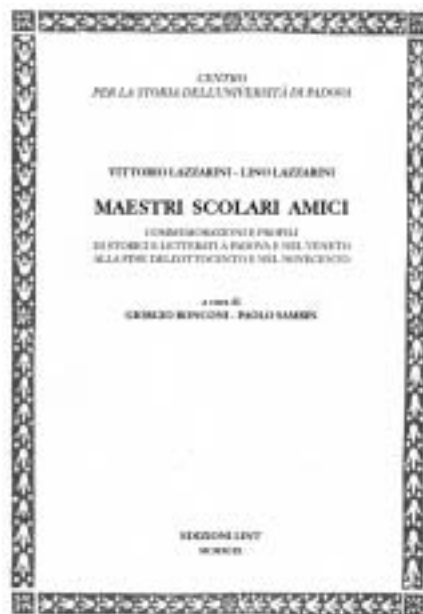 CENTRO
PER LA STORIA DELL'UNIVERSITÀ DI PADOVA
VITTORIO LAZZARINI - LINO LAZZARINI
MAESTRI SCOLARI AMICI
COMMEMORAZIONI E PROFILI
DI STORICI E LETTERATI A PADOVA E NEL VENETO
ALLA FINE DELL'OTTOCENTO E NEL NOVECENTO
a cura di
GIORGIO RONCONI - PAOLO SAMBIN
EDIZIONI LINT